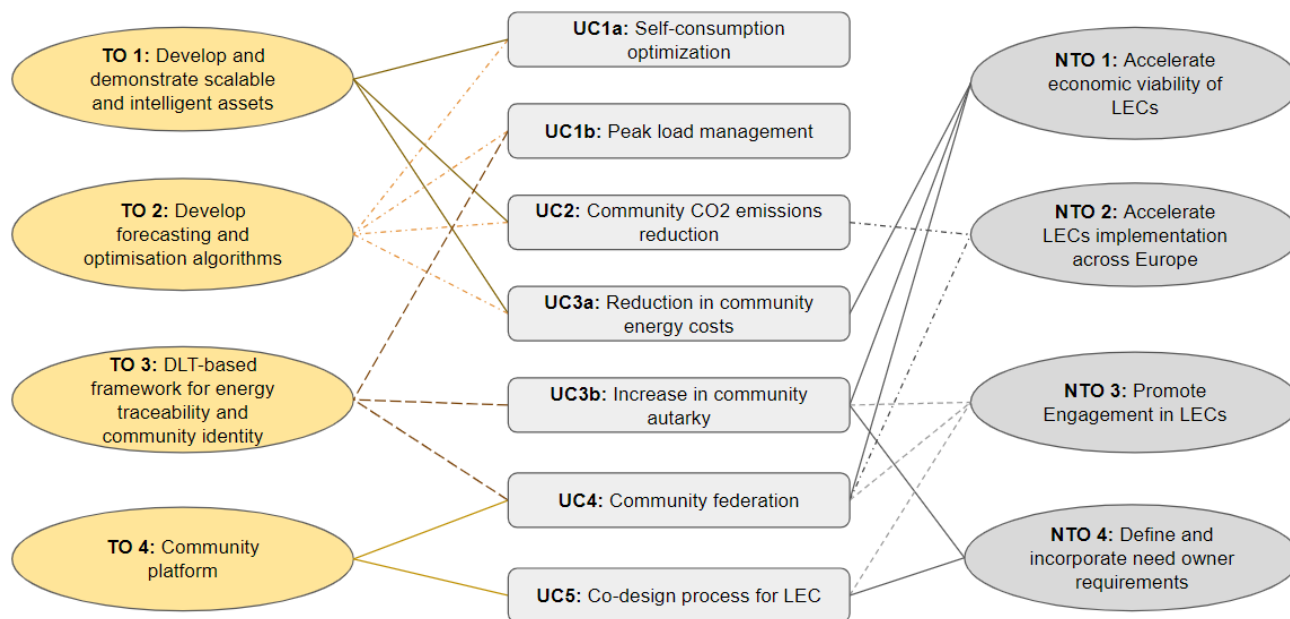 TO 1: Develop and
demonstrate scalable
and intelligent assets
TO 2: Develop
forecasting and
optimisation algorithms
TO 3: DLT-based
framework for energy
traceability and
community identity
TO 4: Community
platform
UC1a: Self-consumption
optimization
UC1b: Peak load management
UC2: Community CO2 emissions
reduction
UC3a: Reduction in community
energy costs
UC3b: Increase in community
autarky
UC4: Community federation
UC5: Co-design process for LEC
NTO 1: Accelerate
economic viability of
LECs
NTO 2: Accelerate
LECs implementation
across Europe
NTO 3: Promote
Engagement in LECs
NTO 4: Define and
incorporate need owner
requirements